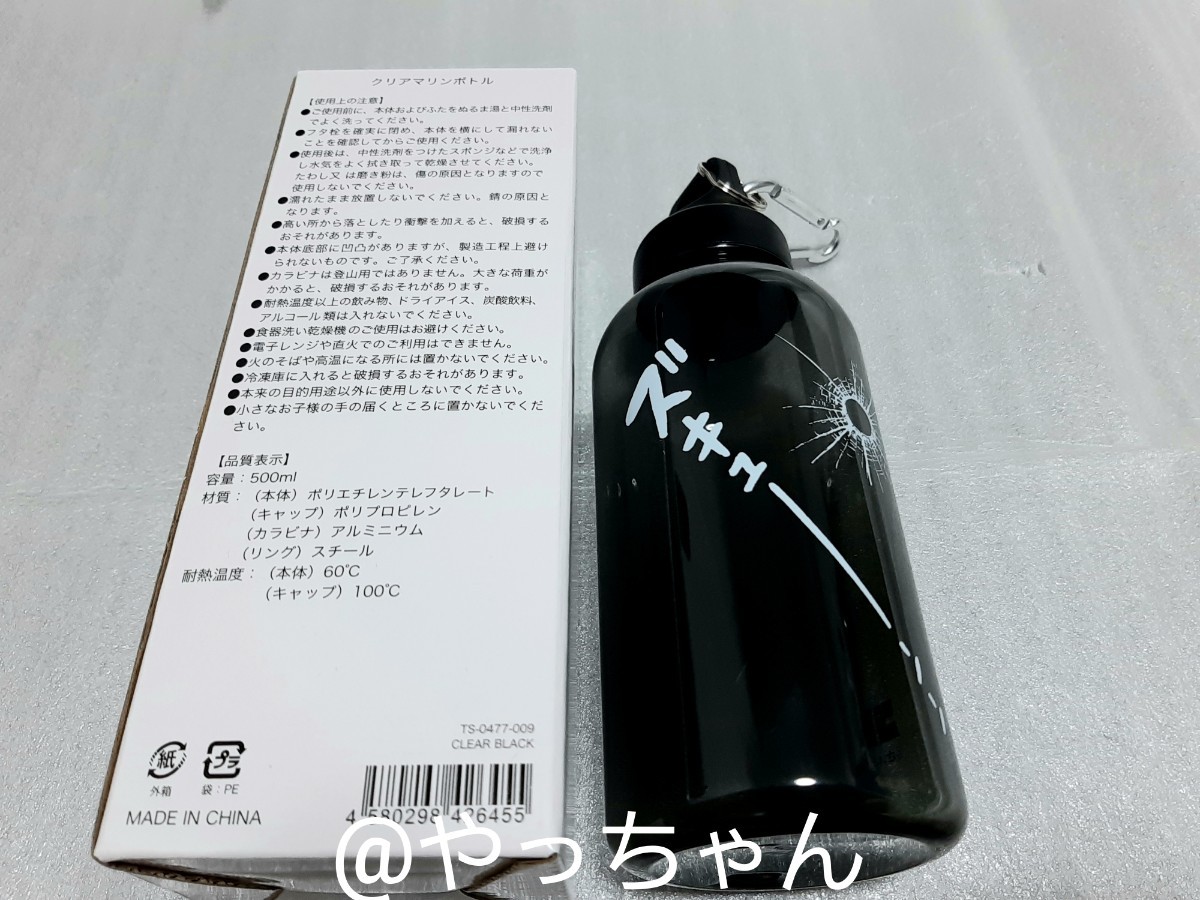 クリアマリンボトル
【使用上の注意】
●ご使用前に、本体およびふたをぬるま湯と中性洗剤
でよく洗ってください。
●フタ栓を確実に閉め、本体を横にして漏れない
ことを確認してからご使用ください。
●使用後は、中性洗剤をつけたスポンジなどで洗浄
し水気をよく拭き取って乾燥させてください。
たわし又は磨き粉は、傷の原因となりますので
使用しないでください。
●濡れたまま放置しないでください。錆の原因と
なります。
●高い所から落としたり衝撃を加えると、破損する
おそれがあります。
●本体底部に凹凸がありますが、製造工程上避け
られないものです。ご了承ください。
●カラビナは登山用ではありません。大きな荷重が
かかると、破損するおそれがあります。
●耐熱温度以上の飲み物、ドライアイス、炭酸飲料、
アルコール類は入れないでください。
●食器洗い乾燥機のご使用はお避けください。
●電子レンジや直火でのご利用はできません。
●火のそばや高温になる所には置かないでください。
●冷凍庫に入れると破損するおそれがあります。
●本来の目的用途以外に使用しないでください。
●小さなお子様の手の届くところに置かないでくだ
さい。
【品質表示】
容量：500ml
材質：（本体）ポリエチレンテレフタレート
（キャップ）ポリプロピレン
（カラビナ）アルミニウム
（リング）スチール
耐熱温度：（本体）60℃
（キャップ）100℃
TS-0477-009
CLEAR BLACK
紙
プラ
外箱
袋：PE
MADE IN CHINA
4 580298 426455
ズキューーン
@やっちゃん